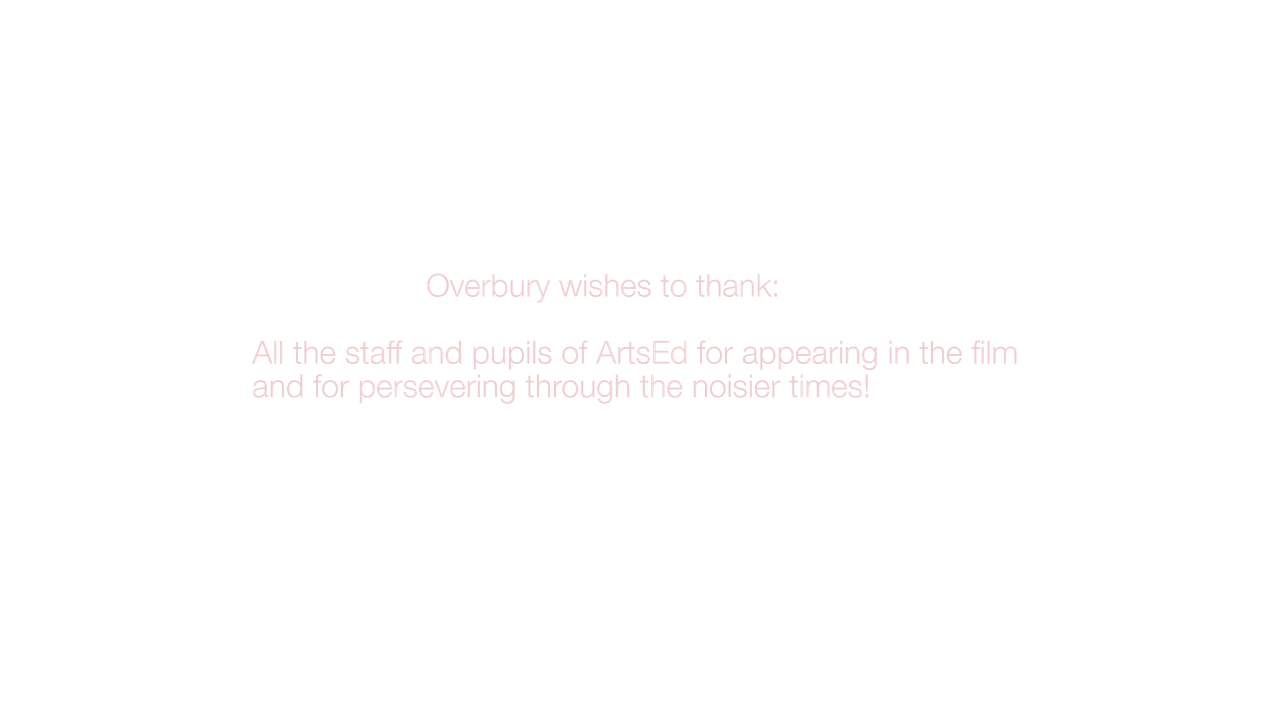 Overbury wishes to thank:
All the staff and pupils of ArtsEd for appearing in the film
and for persevering through the noisier times!